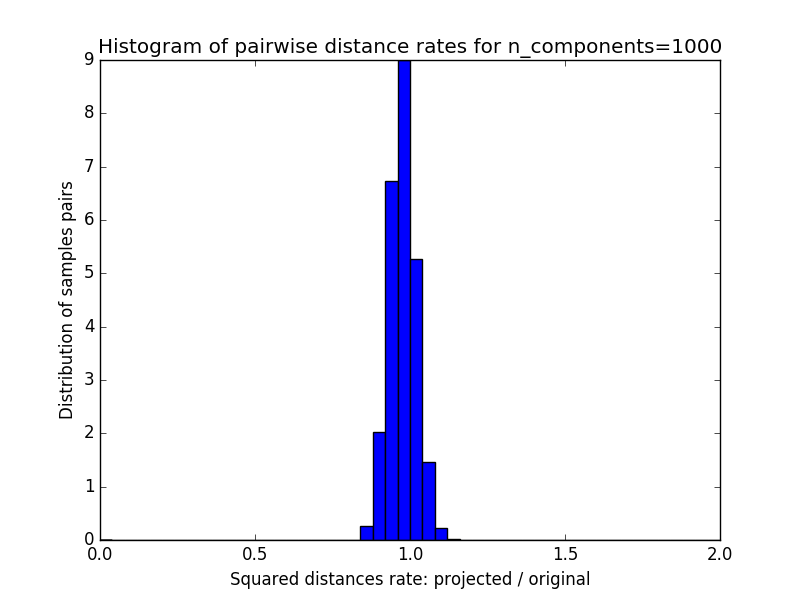 Histogram of pairwise distance rates for n_components=1000
9
8
7
6
5
4
3
2
1
0
Distribution of samples pairs
0.0 0.5 1.0 1.5 2.0
Squared distances rate: projected / original